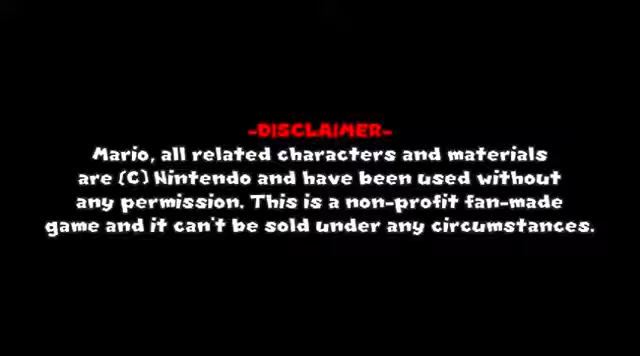 -DISCLAIMER-
Mario, all related characters and materials
are (C) Nintendo and have been used without
any permission. This is a non-profit fan-made
game and it can't be sold under any circumstances.